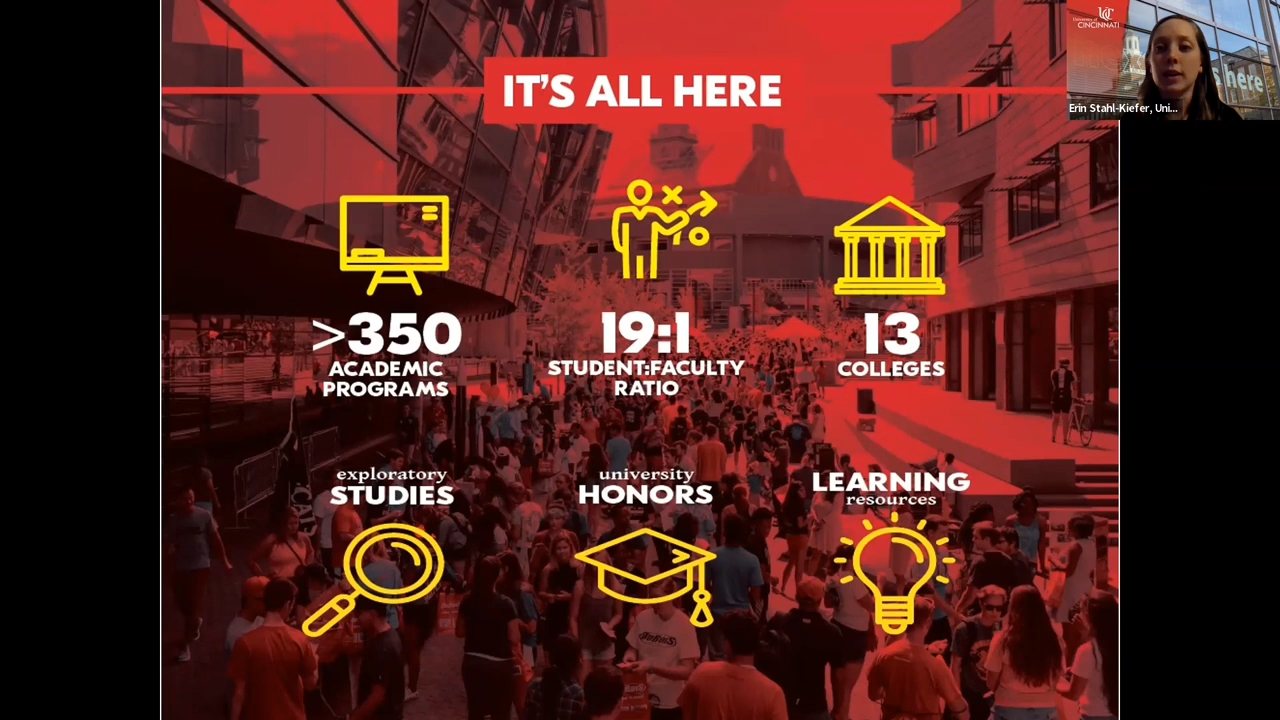 IT'S ALL HERE
University of
CINCINNATI
s here
Erin Stahl-Kiefer, Uni...
>350
ACADEMIC
PROGRAMS
19:1
STUDENT:FACULTY
RATIO
13
COLLEGES
exploratory
STUDIES
university
HONORS
LEARNING
resources